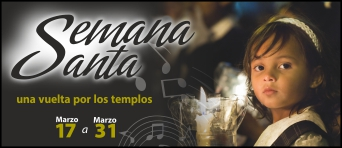 Semana
Santa
una vuelta por los templos
Marzo Marzo
17 a 31